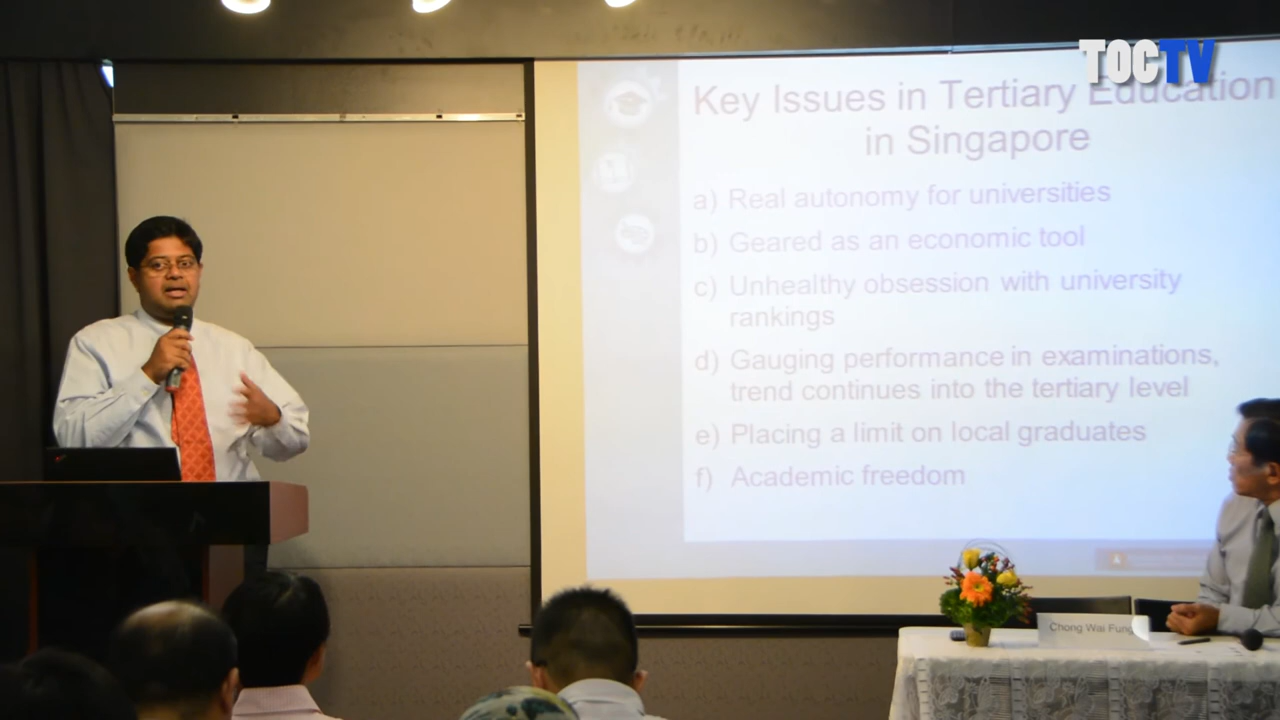 TOCTV
Key Issues in Tertiary Education
in Singapore
a) Real autonomy for universities
b) Geared as an economic tool
c) Unhealthy obsession with university
rankings
d) Gauging performance in examinations,
trend continues into the tertiary level
e) Placing a limit on local graduates
f) Academic freedom
Chong Wai Fung